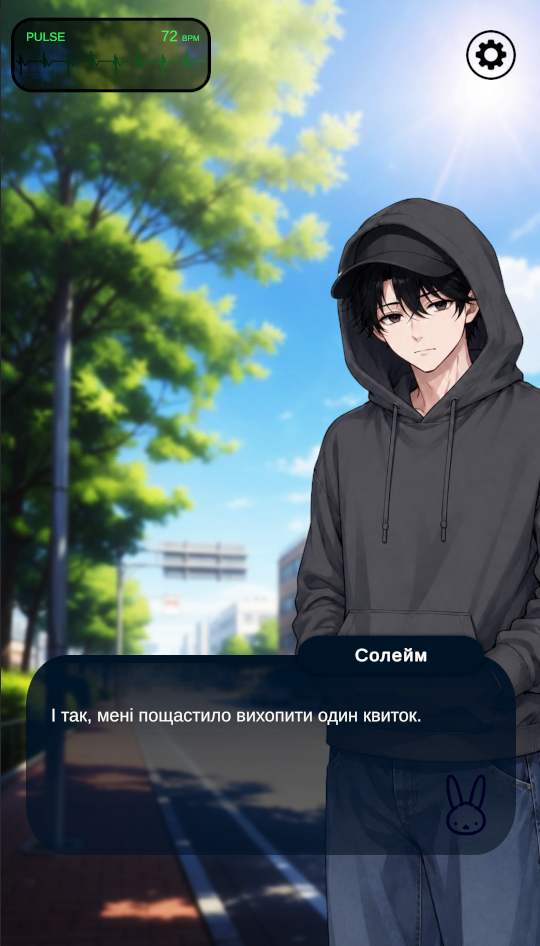 PULSE 72 BPM
Солейм
І так, мені пощастило вихопити один квиток.